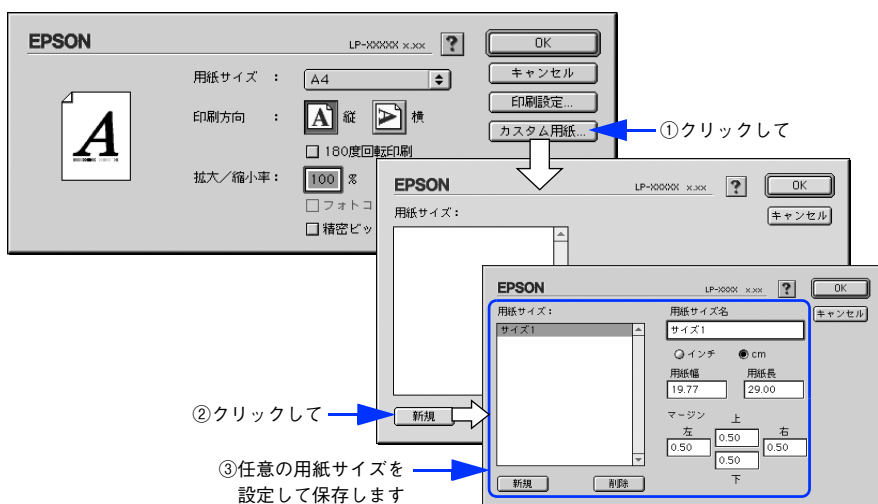 EPSON
LP-XXXXX x.xx
?
OK
用紙サイズ : A4
キャンセル
印刷設定...
印刷方向 : 縦 横
カスタム用紙...
①クリックして
180度回転印刷
拡大/縮小率: 100 %
フォトコ
精密ビッ
A
EPSON
LP-XXXXX x.xx
?
OK
キャンセル
用紙サイズ:
②クリックして
新規
EPSON
LP-XXXX x.xx
?
OK
キャンセル
用紙サイズ:
サイズ1
用紙サイズ名
サイズ1
インチ cm
用紙幅 用紙長
19.77 29.00
マージン 上
左 右
0.50 0.50 0.50
0.50
下
新規 削除
③任意の用紙サイズを
設定して保存します